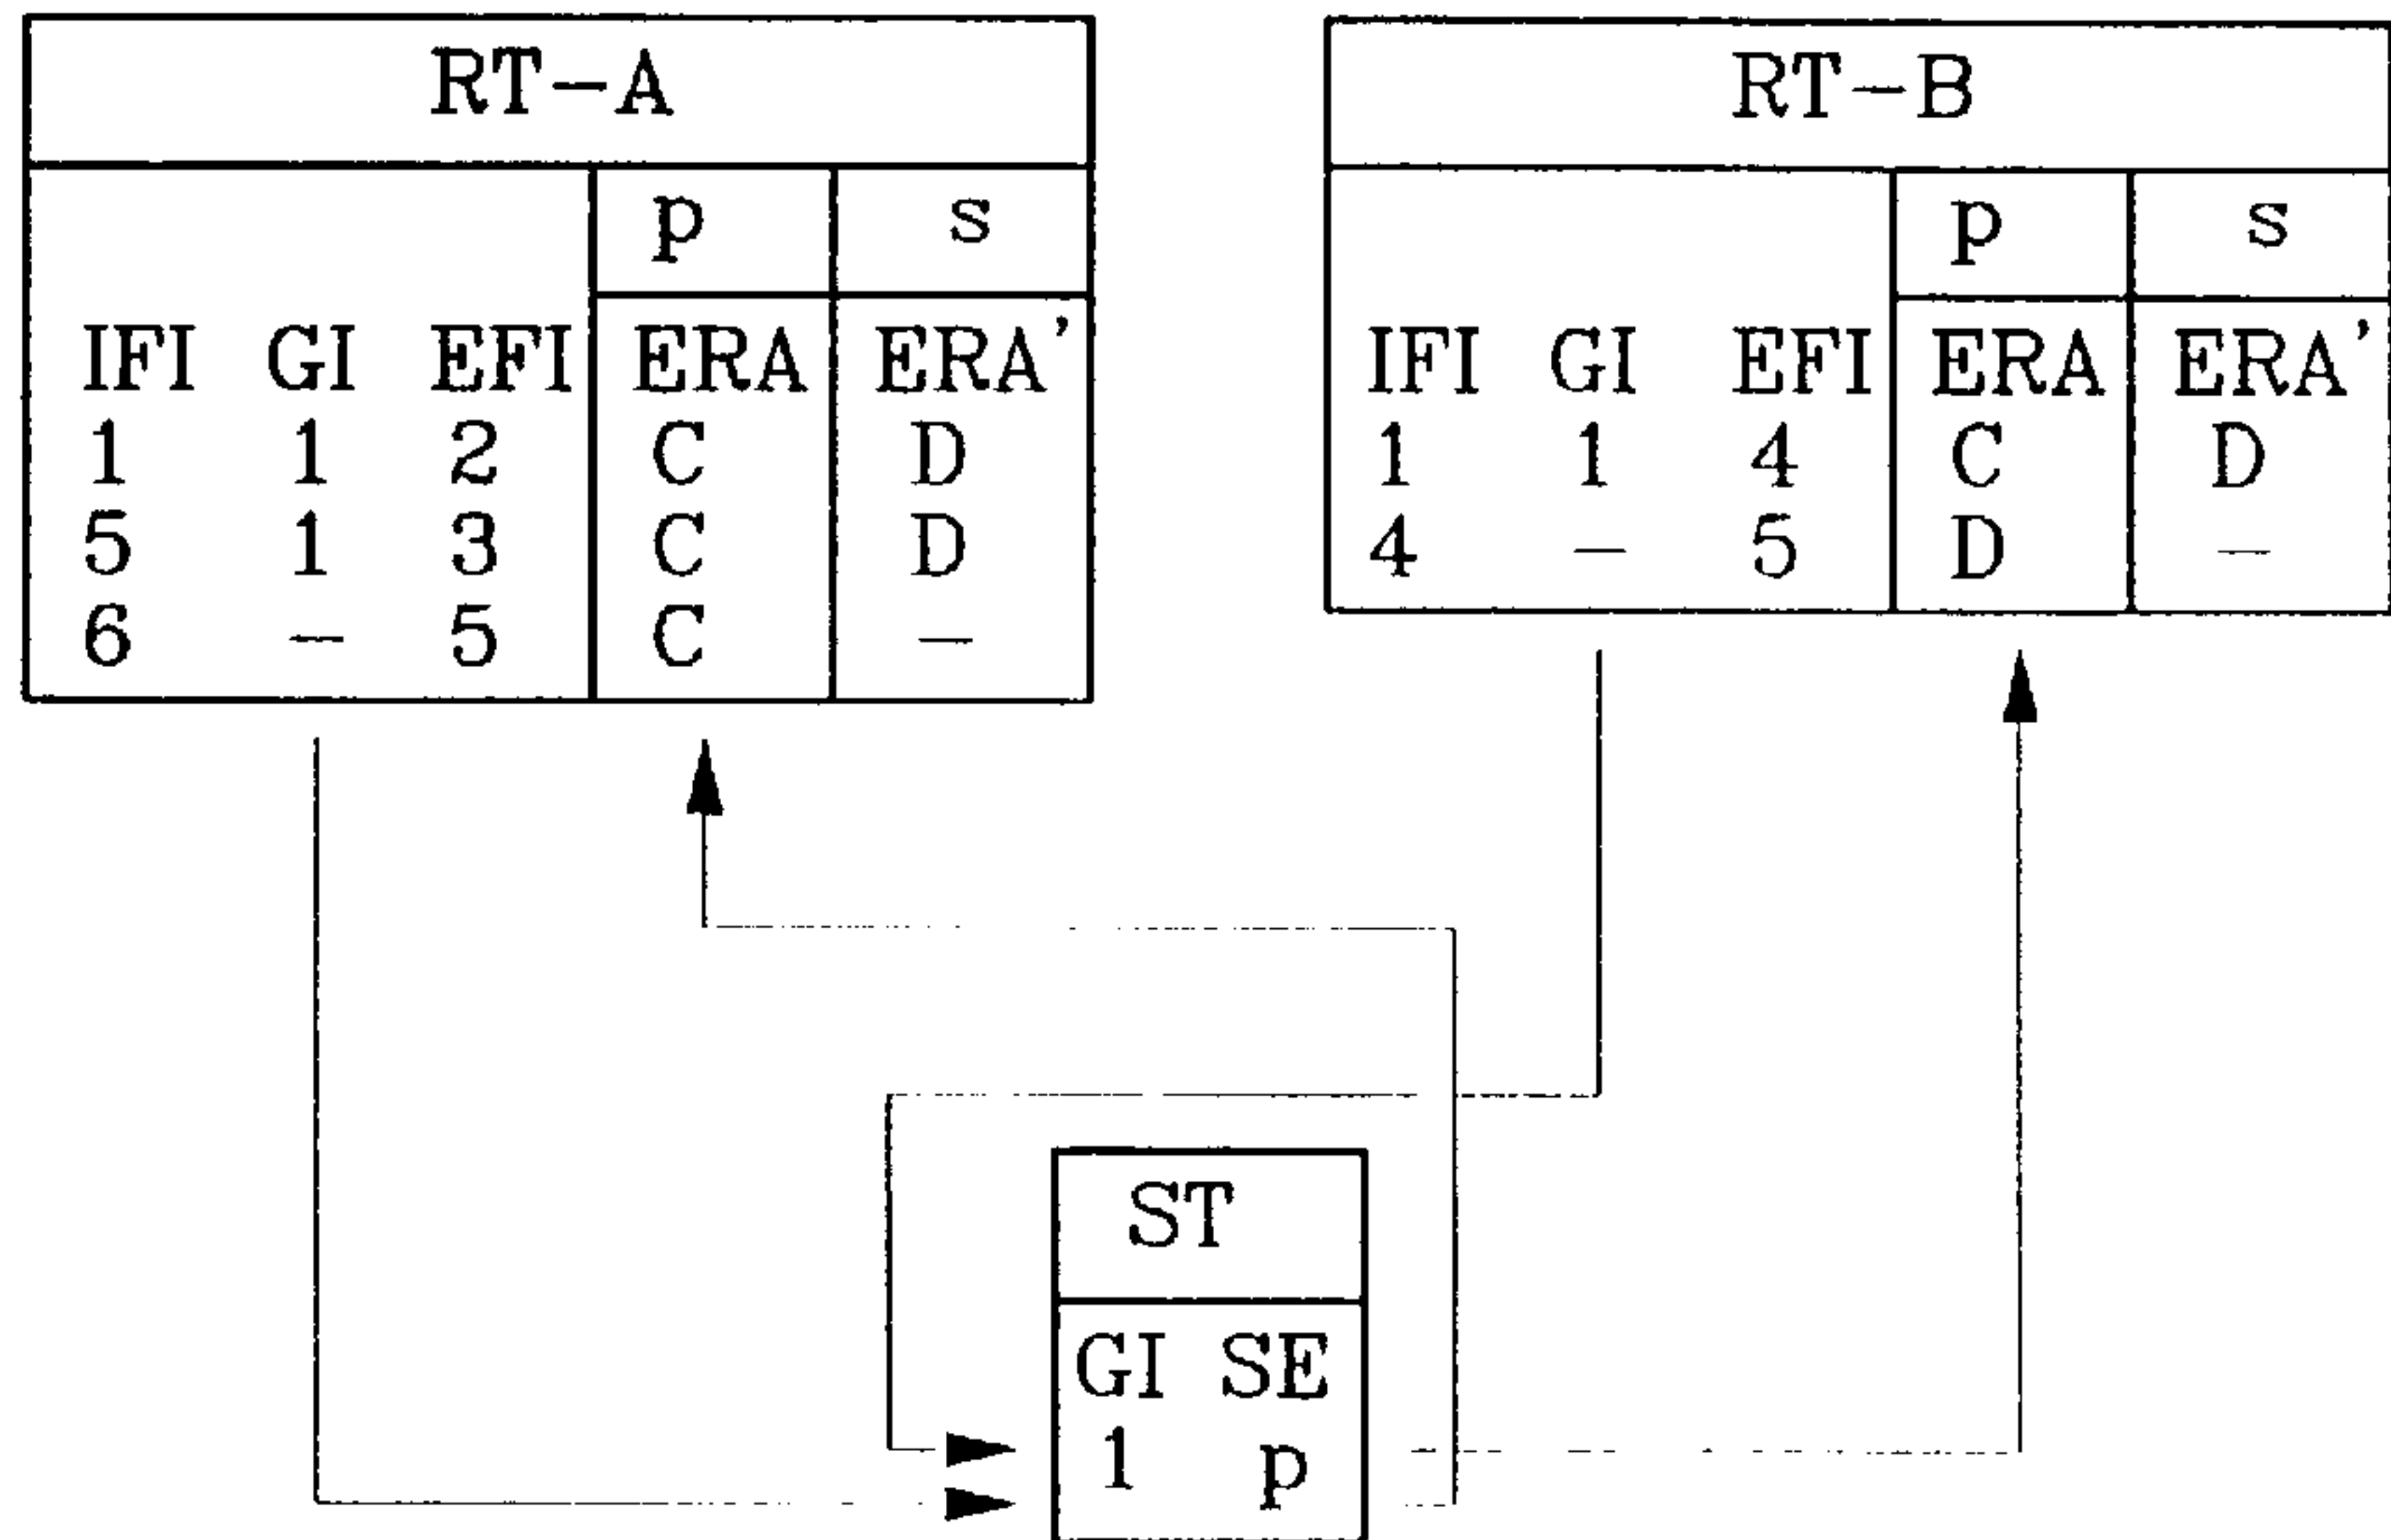 RT-A
p s
IFI GI EFI ERA ERA'
1 1 2 C D
5 1 3 C D
6 – 5 C –
RT-B
p s
IFI GI EFI ERA ERA'
1 1 4 C D
4 – 5 D –
ST
GI SE
1 p